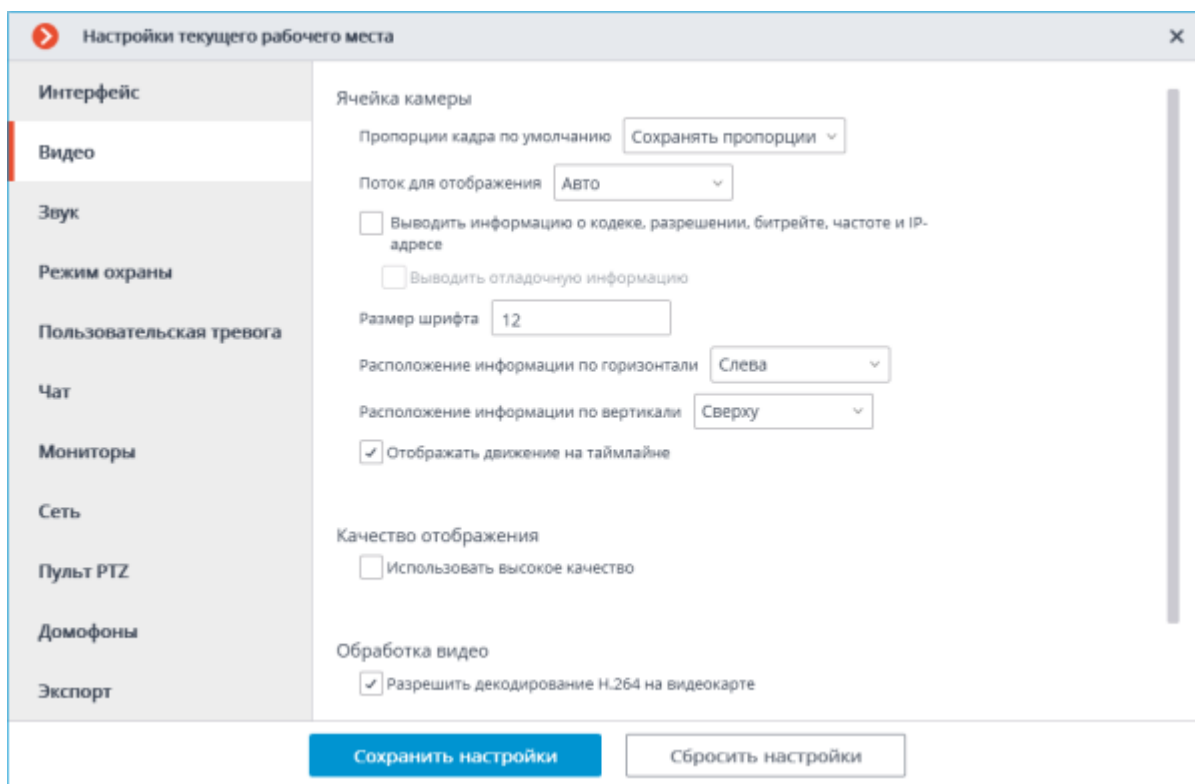 Настройки текущего рабочего места
Интерфейс
Видео
Звук
Режим охраны
Пользовательская тревога
Чат
Мониторы
Сеть
Пульт PTZ
Домофоны
Экспорт
Ячейка камеры
Пропорции кадра по умолчанию Сохранять пропорции
Поток для отображения Авто
Выводить информацию о кодеке, разрешении, битрейте, частоте и IP-
адресе
Выводить отладочную информацию
Размер шрифта 12
Расположение информации по горизонтали Слева
Расположение информации по вертикали Сверху
Отображать движение на таймлайне
Качество отображения
Использовать высокое качество
Обработка видео
Разрешить декодирование H.264 на видеокарте
Сохранить настройки
Сбросить настройки